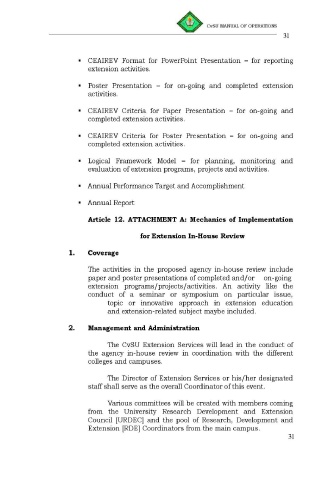 CvSU MANUAL OF OPERATIONS
31
▪ CEAIREV Format for PowerPoint Presentation – for reporting
extension activities.
▪ Poster Presentation – for on-going and completed extension
activities.
▪ CEAIREV Criteria for Paper Presentation – for on-going and
completed extension activities.
▪ CEAIREV Criteria for Poster Presentation – for on-going and
completed extension activities.
▪ Logical Framework Model – for planning, monitoring and
evaluation of extension programs, projects and activities.
▪ Annual Performance Target and Accomplishment
▪ Annual Report
Article 12. ATTACHMENT A: Mechanics of Implementation
for Extension In-House Review
1. Coverage
The activities in the proposed agency in-house review include
paper and poster presentations of completed and/or on-going
extension programs/projects/activities. An activity like the
conduct of a seminar or symposium on particular issue,
topic or innovative approach in extension education
and extension-related subject maybe included.
2. Management and Administration
The CvSU Extension Services will lead in the conduct of
the agency in-house review in coordination with the different
colleges and campuses.
The Director of Extension Services or his/her designated
staff shall serve as the overall Coordinator of this event.
Various committees will be created with members coming
from the University Research Development and Extension
Council [URDEC] and the pool of Research, Development and
Extension [RDE] Coordinators from the main campus.
31